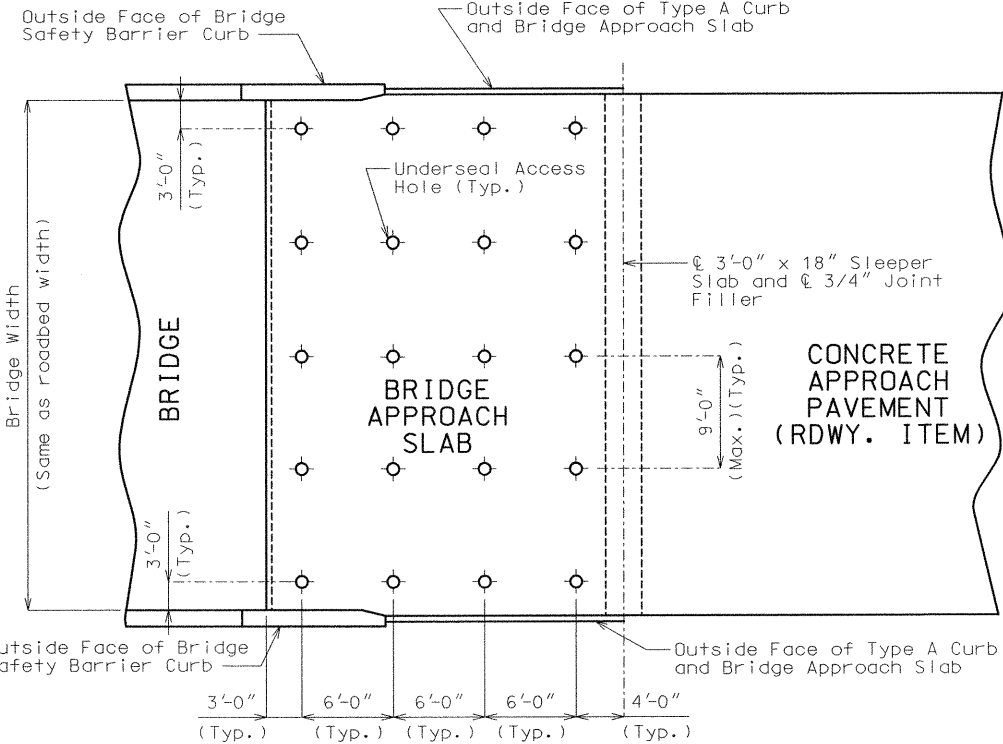 Outside Face of Bridge
Safety Barrier Curb
Outside Face of Type A Curb
and Bridge Approach Slab
3'-0"
(Typ.)
Underseal Access
Hole (Typ.)
Bridge Width
(Same as roadbed width)
BRIDGE
BRIDGE
APPROACH
SLAB
℄ 3'-0" x 18" Sleeper
Slab and ℄ 3/4" Joint
Filler
9'-0"
(Max.)(Typ.)
CONCRETE
APPROACH
PAVEMENT
(RDWY. ITEM)
3'-0"
(Typ.)
utside Face of Bridge
afety Barrier Curb
Outside Face of Type A Curb
and Bridge Approach Slab
3'-0" 6'-0" 6'-0" 6'-0" 4'-0"
(Typ.) (Typ.) (Typ.) (Typ.) (Typ.)